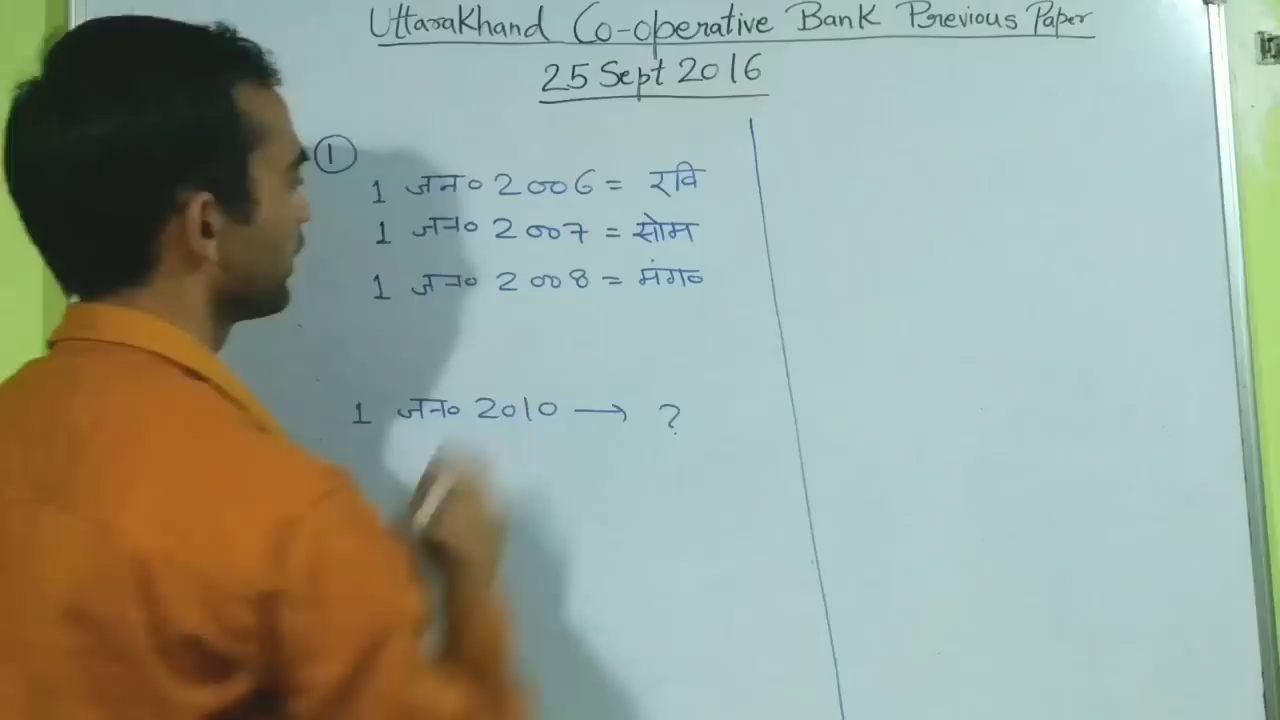 Uttarakhand Co-operative Bank Previous Paper
25 Sept 2016
1
1 जन० 2006 = रवि
1 जन० 2007 = सोम
1 जन० 2008 = मंग०
1 जन० 2010 → ?